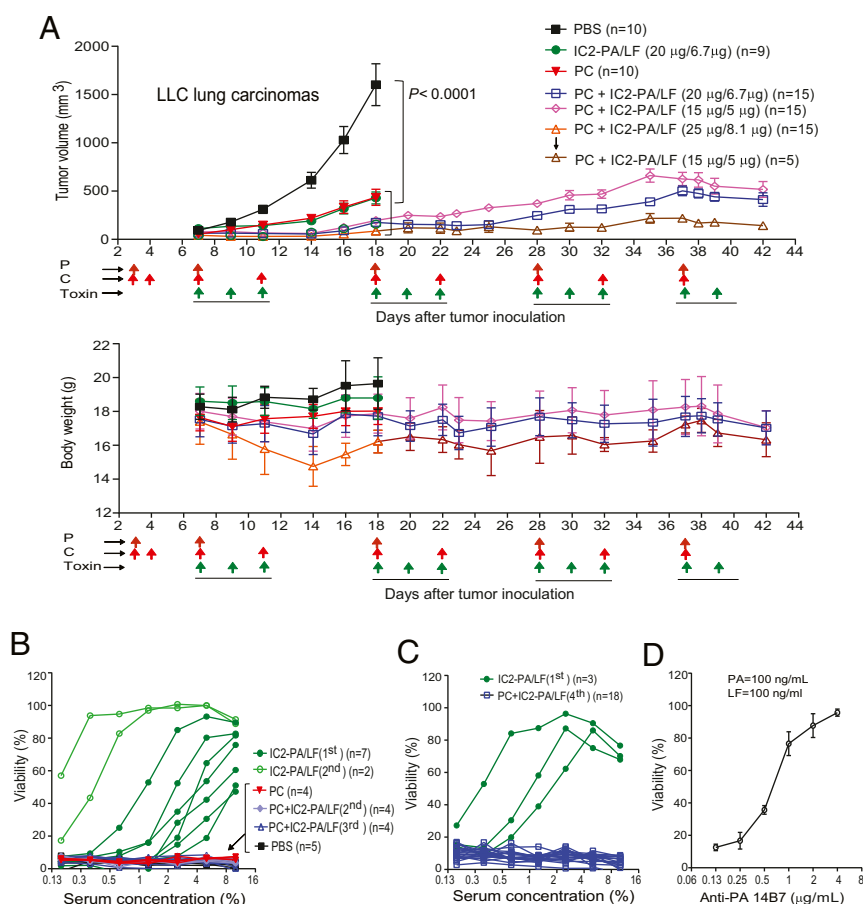 A
PBS (n=10)
IC2-PA/LF (20 µg/6.7µg) (n=9)
PC (n=10)
PC + IC2-PA/LF (20 µg/6.7µg) (n=15)
PC + IC2-PA/LF (15 µg/5 µg) (n=15)
PC + IC2-PA/LF (25 µg/8.1 µg) (n=15)
PC + IC2-PA/LF (15 µg/5 µg) (n=5)
LLC lung carcinomas
P< 0.0001
Tumor volume (mm 3)
2000
1500
1000
500
0
2 4 6 8 10 12 14 16 18 20 22 24 26 28 30 32 34 36 38 40 42 44
P
C
Toxin
Days after tumor inoculation
Body weight (g)
22
20
18
16
14
12
2 4 6 8 10 12 14 16 18 20 22 24 26 28 30 32 34 36 38 40 42 44
P
C
Toxin
Days after tumor inoculation
B
Viability (%)
120
100
80
60
40
20
0
0.13 0.3 0.6 1.2 2.4 5.0 16
Serum concentration (%)
IC2-PA/LF(1st) (n=7)
IC2-PA/LF(2nd) (n=2)
PC (n=4)
PC+IC2-PA/LF(2nd) (n=4)
PC+IC2-PA/LF(3rd) (n=4)
PBS (n=5)
C
Viability (%)
120
100
80
60
40
20
0
0.13 0.3 0.6 1.2 2.4 5.0 16
Serum concentration (%)
IC2-PA/LF(1st) (n=3)
PC+IC2-PA/LF(4th) (n=18)
D
Viability (%)
120
100
80
60
40
20
0
0.06 0.13 0.25 0.5 1 2 4 8
Anti-PA 14B7 (µg/mL)
PA=100 ng/mL
LF=100 ng/ml